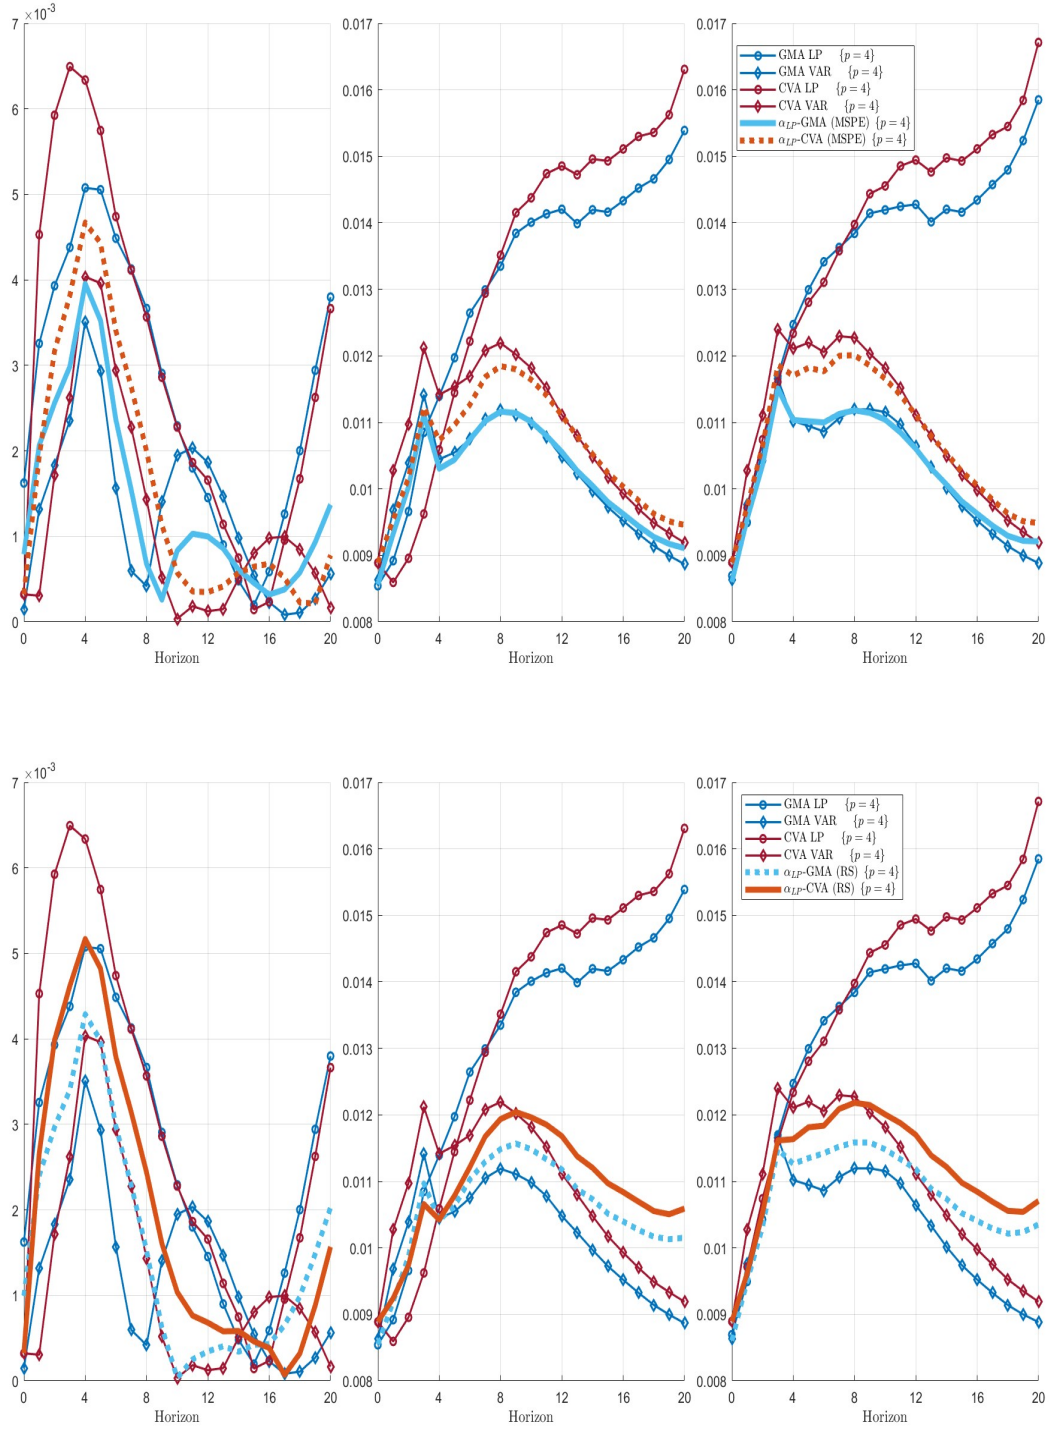 ×10⁻³
7
6
5
4
3
2
1
0
0 4 8 12 16 20
Horizon
0.017
0.016
0.015
0.014
0.013
0.012
0.011
0.01
0.009
0.008
0 4 8 12 16 20
Horizon
0.017
0.016
0.015
0.014
0.013
0.012
0.011
0.01
0.009
0.008
0 4 8 12 16 20
Horizon
GMA LP {p = 4}
GMA VAR {p = 4}
CVA LP {p = 4}
CVA VAR {p = 4}
α_LP-GMA (MSPE) {p = 4}
α_LP-CVA (MSPE) {p = 4}
×10⁻³
7
6
5
4
3
2
1
0
0 4 8 12 16 20
Horizon
0.017
0.016
0.015
0.014
0.013
0.012
0.011
0.01
0.009
0.008
0 4 8 12 16 20
Horizon
0.017
0.016
0.015
0.014
0.013
0.012
0.011
0.01
0.009
0.008
0 4 8 12 16 20
Horizon
GMA LP {p = 4}
GMA VAR {p = 4}
CVA LP {p = 4}
CVA VAR {p = 4}
α_LP-GMA (RS) {p = 4}
α_LP-CVA (RS) {p = 4}